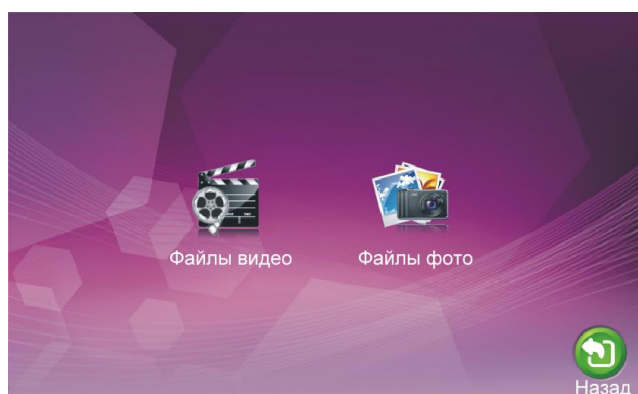 Файлы видео
Файлы фото
Назад